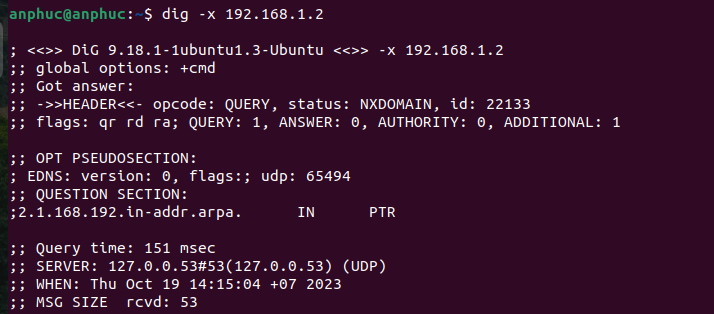 anphuc@anphuc:~$ dig -x 192.168.1.2
; <<>> DiG 9.18.1-1ubuntu1.3-Ubuntu <<>> -x 192.168.1.2
;; global options: +cmd
;; Got answer:
;; ->>HEADER<<- opcode: QUERY, status: NXDOMAIN, id: 22133
;; flags: qr rd ra; QUERY: 1, ANSWER: 0, AUTHORITY: 0, ADDITIONAL: 1
;; OPT PSEUDOSECTION:
; EDNS: version: 0, flags:; udp: 65494
;; QUESTION SECTION:
;2.1.168.192.in-addr.arpa. IN PTR
;; Query time: 151 msec
;; SERVER: 127.0.0.53#53(127.0.0.53) (UDP)
;; WHEN: Thu Oct 19 14:15:04 +07 2023
;; MSG SIZE rcvd: 53